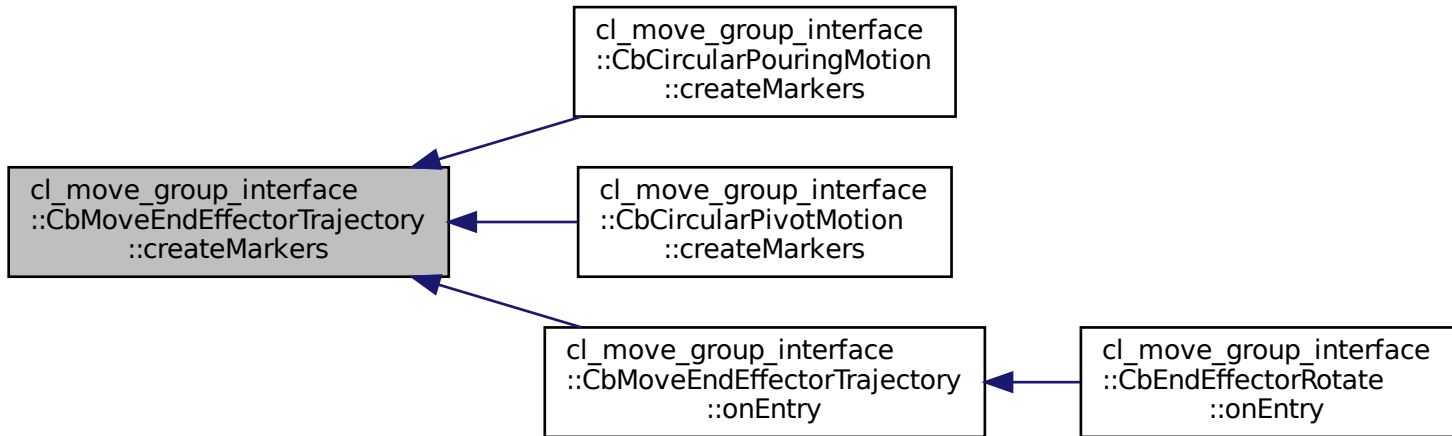 cl_move_group_interface
::CbCircularPouringMotion
::createMarkers
cl_move_group_interface
::CbMoveEndEffectorTrajectory
::createMarkers
cl_move_group_interface
::CbCircularPivotMotion
::createMarkers
cl_move_group_interface
::CbMoveEndEffectorTrajectory
::onEntry
cl_move_group_interface
::CbEndEffectorRotate
::onEntry